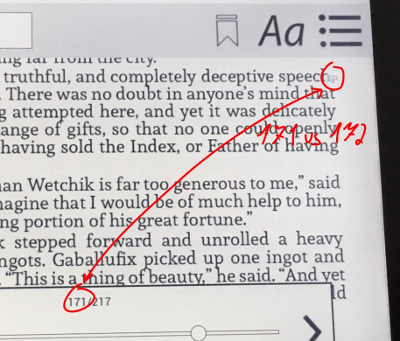 Aa
ing far from the city.
truthful, and completely deceptive speech
. There was no doubt in anyone's mind that
g attempted here, and yet it was delicately
ange of gifts, so that no one could openly
having sold the Index, or Father of having
171 vs 172
an Wetchik is far too generous to me," said
nagine that I would be of much help to him,
ng portion of his great fortune."
k stepped forward and unrolled a heavy
ngots. Gaballufix picked up one ingot and
. "This is a thing of beauty," he said. "And yet
ld
171/217